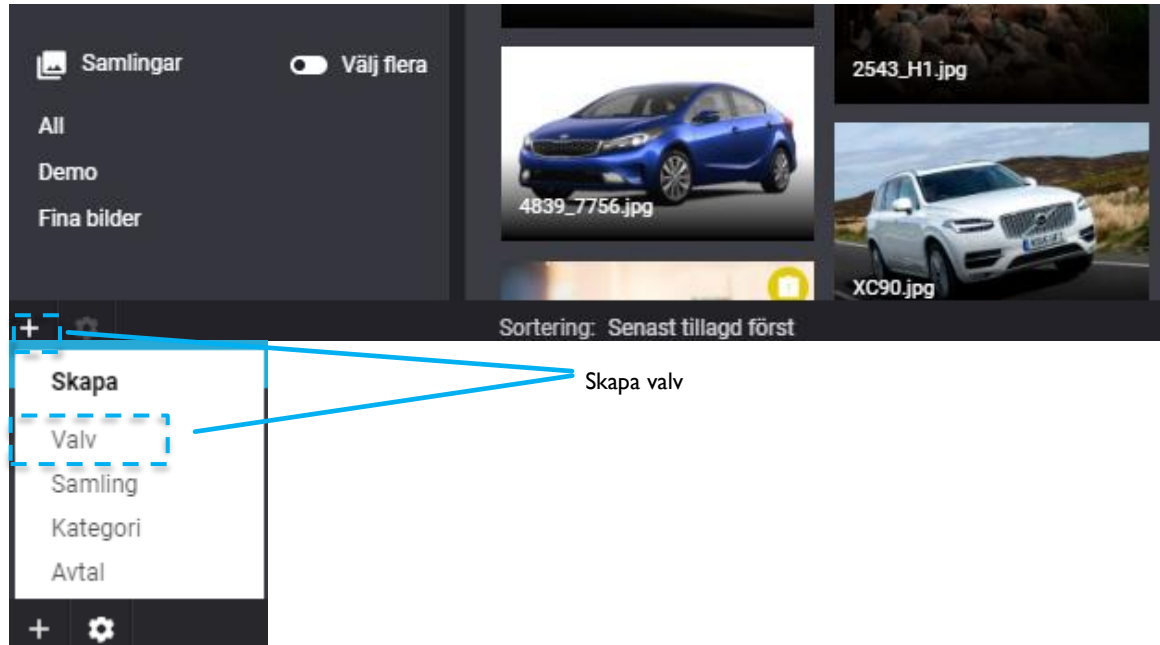 Samlingar
Välj flera
All
Demo
Fina bilder
4839_7756.jpg
2543_H1.jpg
XC90.jpg
+
Sortering: Senast tillagd först
Skapa
Valv
Samling
Kategori
Avtal
+
Skapa valv